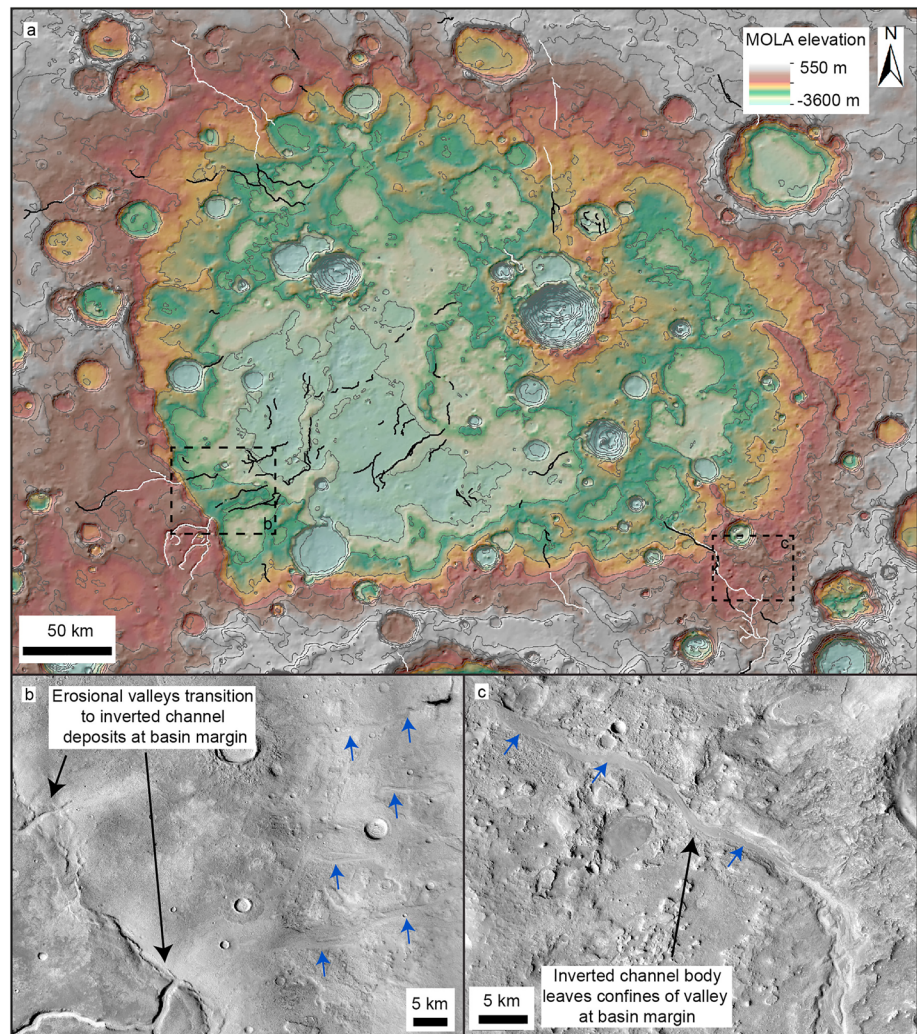 a
MOLA elevation
550 m
-3600 m
N
b
c
50 km
b
Erosional valleys transition
to inverted channel
deposits at basin margin
5 km
c
Inverted channel body
leaves confines of valley
at basin margin
5 km